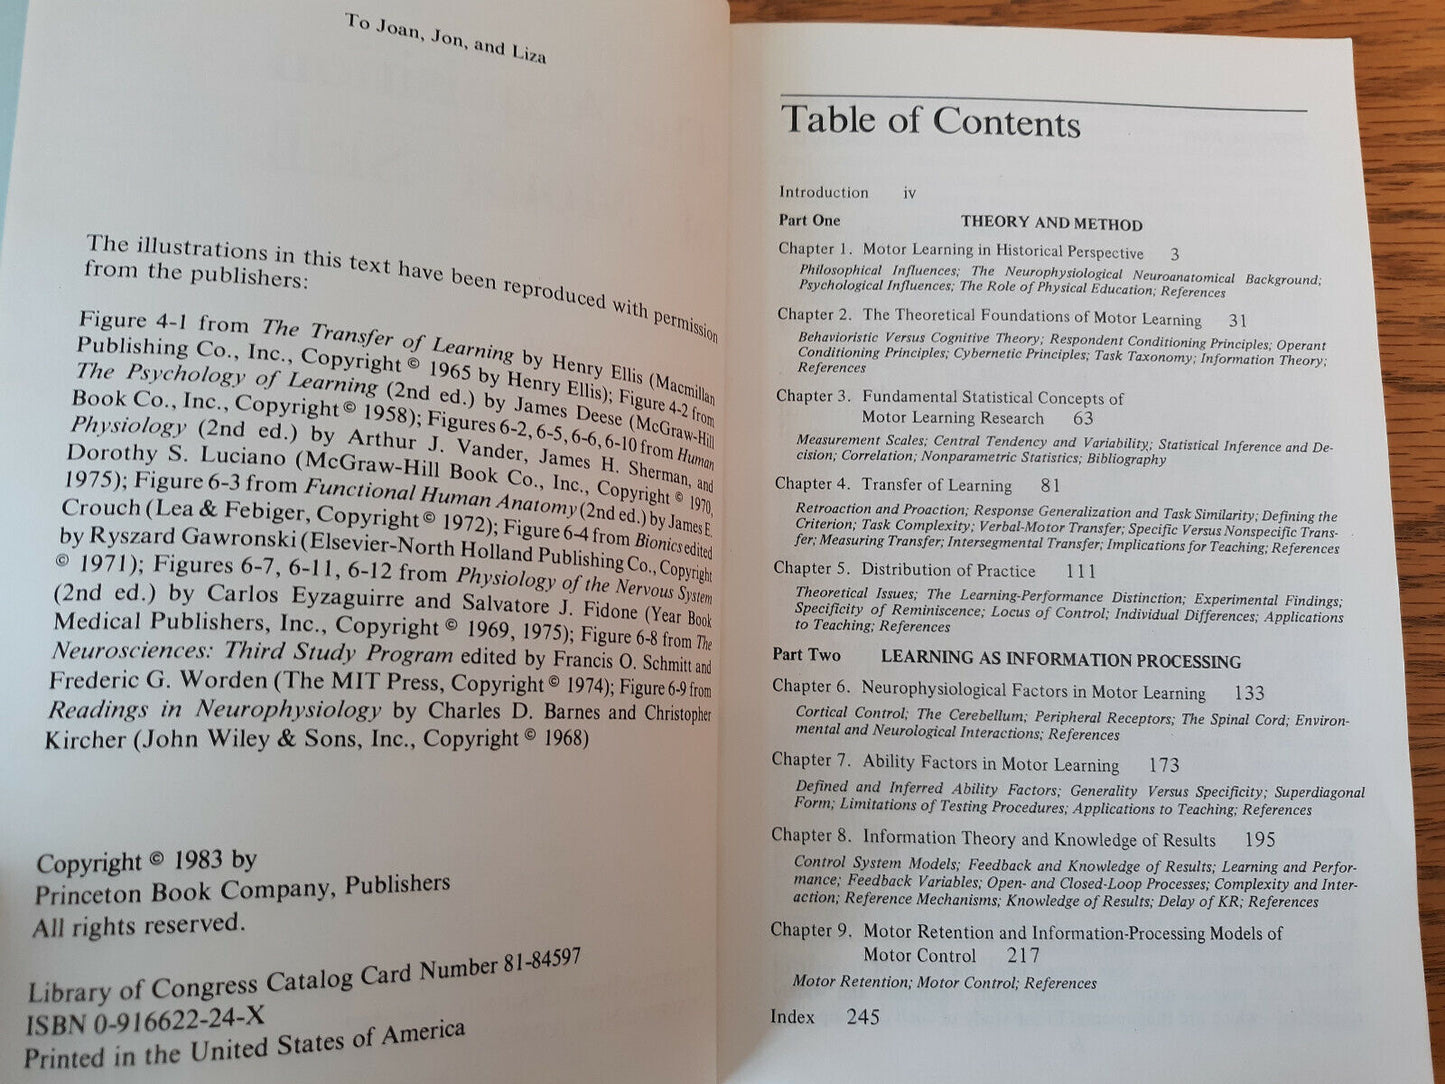 To Joan, Jon, and Liza
The illustrations in this text have been reproduced with permission
from the publishers:
Figure 4-1 from The Transfer of Learning by Henry Ellis (Macmillan
Publishing Co., Inc., Copyright © 1965 by Henry Ellis); Figure 4-2 from
The Psychology of Learning (2nd ed.) by James Deese (McGraw-Hill
Book Co., Inc., Copyright © 1958); Figures 6-2, 6-5, 6-6, 6-10 from Human
Physiology (2nd ed.) by Arthur J. Vander, James H. Sherman, and
Dorothy S. Luciano (McGraw-Hill Book Co., Inc., Copyright © 1970,
1975); Figure 6-3 from Functional Human Anatomy (2nd ed.) by James E.
Crouch (Lea & Febiger, Copyright © 1972); Figure 6-4 from Bionics edited
by Ryszard Gawronski (Elsevier-North Holland Publishing Co., Copyright
© 1971); Figures 6-7, 6-11, 6-12 from Physiology of the Nervous System
(2nd ed.) by Carlos Eyzaguirre and Salvatore J. Fidone (Year Book
Medical Publishers, Inc., Copyright © 1969, 1975); Figure 6-8 from The
Neurosciences: Third Study Program edited by Francis O. Schmitt and
Frederic G. Worden (The MIT Press, Copyright © 1974); Figure 6-9 from
Readings in Neurophysiology by Charles D. Barnes and Christopher
Kircher (John Wiley & Sons, Inc., Copyright © 1968)
Copyright © 1983 by
Princeton Book Company, Publishers
All rights reserved.
Library of Congress Catalog Card Number 81-84597
ISBN 0-916622-24-X
Printed in the United States of America
Table of Contents
Introduction iv
Part One THEORY AND METHOD
Chapter 1. Motor Learning in Historical Perspective 3
Philosophical Influences; The Neurophysiological Neuroanatomical Background;
Psychological Influences; The Role of Physical Education; References
Chapter 2. The Theoretical Foundations of Motor Learning 31
Behavioristic Versus Cognitive Theory; Respondent Conditioning Principles; Operant
Conditioning Principles; Cybernetic Principles; Task Taxonomy; Information Theory;
References
Chapter 3. Fundamental Statistical Concepts of
Motor Learning Research 63
Measurement Scales; Central Tendency and Variability; Statistical Inference and De-
cision; Correlation; Nonparametric Statistics; Bibliography
Chapter 4. Transfer of Learning 81
Retroaction and Proaction; Response Generalization and Task Similarity; Defining the
Criterion; Task Complexity; Verbal-Motor Transfer; Specific Versus Nonspecific Trans-
fer; Measuring Transfer; Intersegmental Transfer; Implications for Teaching; References
Chapter 5. Distribution of Practice 111
Theoretical Issues; The Learning-Performance Distinction; Experimental Findings;
Specificity of Reminiscence; Locus of Control; Individual Differences; Applications
to Teaching; References
Part Two LEARNING AS INFORMATION PROCESSING
Chapter 6. Neurophysiological Factors in Motor Learning 133
Cortical Control; The Cerebellum; Peripheral Receptors; The Spinal Cord; Environ-
mental and Neurological Interactions; References
Chapter 7. Ability Factors in Motor Learning 173
Defined and Inferred Ability Factors; Generality Versus Specificity; Superdiagonal
Form; Limitations of Testing Procedures; Applications to Teaching; References
Chapter 8. Information Theory and Knowledge of Results 195
Control System Models; Feedback and Knowledge of Results; Learning and Perfor-
mance; Feedback Variables; Open- and Closed-Loop Processes; Complexity and Inter-
action; Reference Mechanisms; Knowledge of Results; Delay of KR; References
Chapter 9. Motor Retention and Information-Processing Models of
Motor Control 217
Motor Retention; Motor Control; References
Index 245